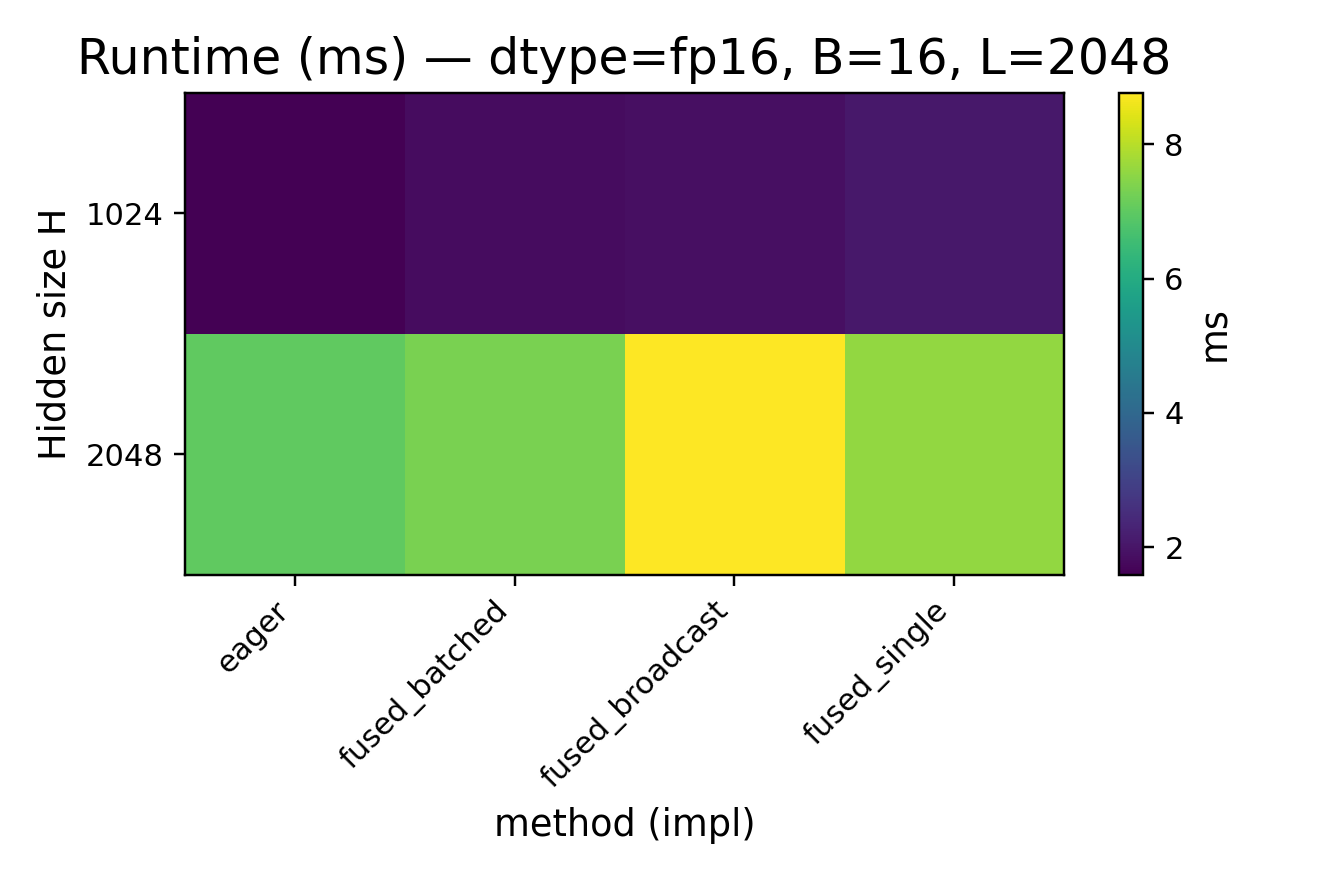 Runtime (ms) — dtype=fp16, B=16, L=2048
Hidden size H
1024
2048
eager
fused_batched
fused_broadcast
fused_single
method (impl)
8
6
4
2
ms